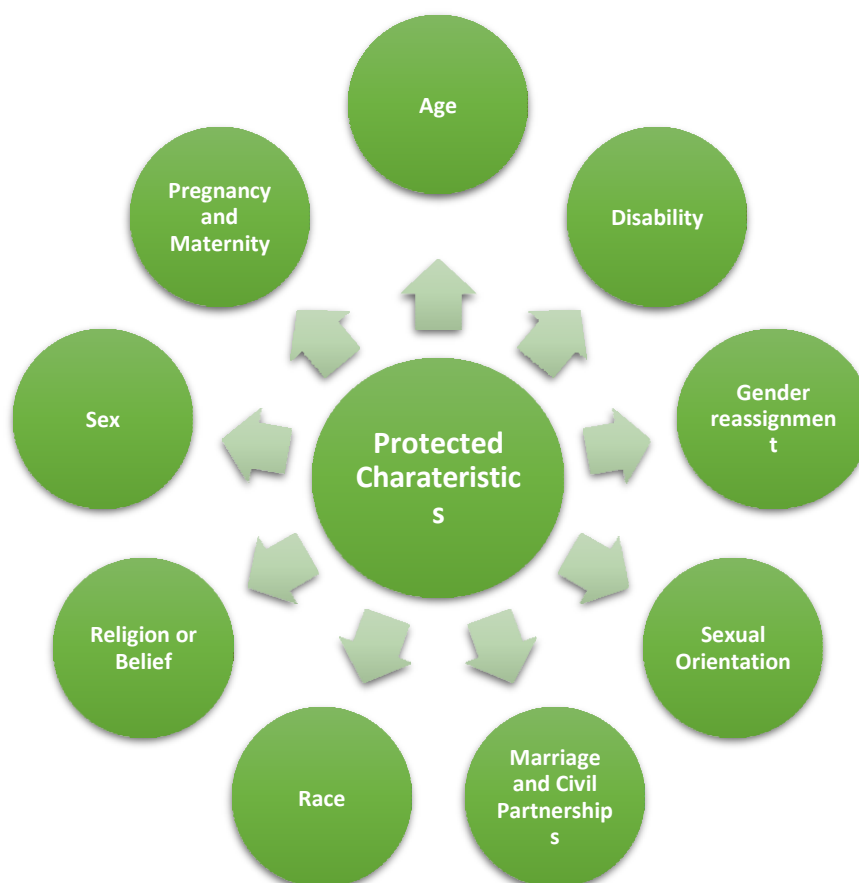 Age
Disability
Gender
reassignmen
t
Sexual
Orientation
Marriage
and Civil
Partnership
s
Race
Religion or
Belief
Sex
Pregnancy
and
Maternity
Protected
Charateristic
s